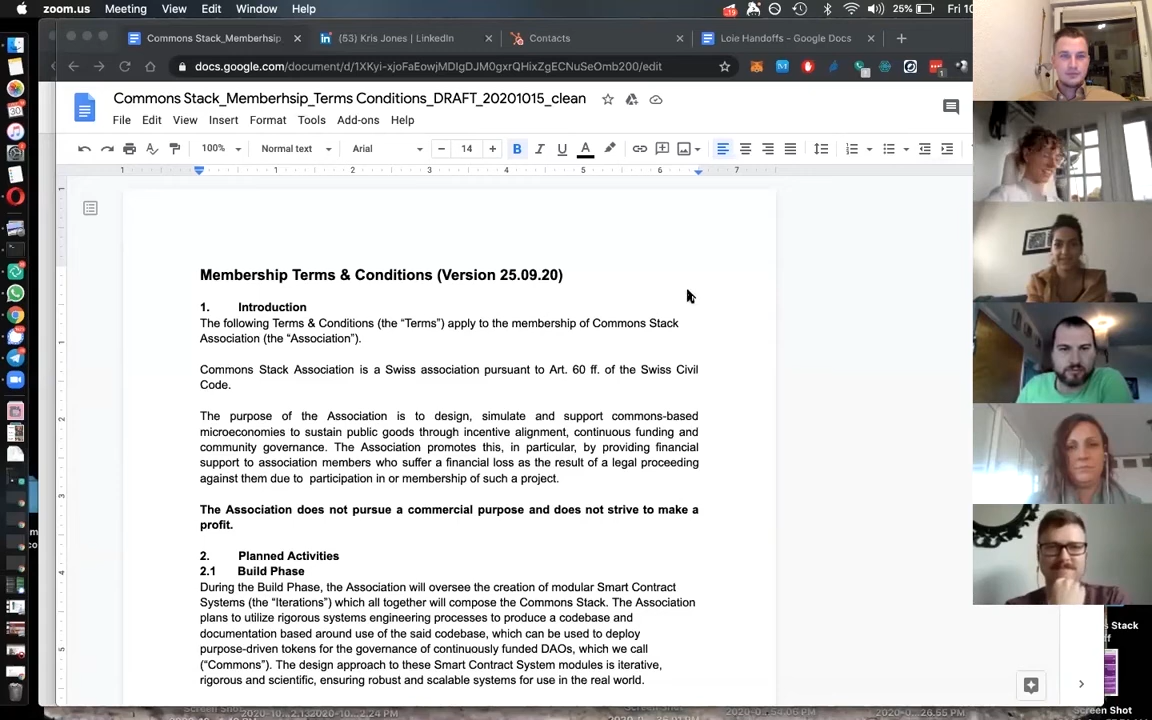 zoom.us Meeting View Edit Window Help 25% Fri 10
Commons Stack_Memberhsip (53) Kris Jones | LinkedIn Contacts Loie Handoffs - Google Docs
docs.google.com/document/d/1XKyi-xjoFaEowjMDIgDJM0gxrQHixZgECNuSeOmb200/edit
Commons Stack_Memberhsip_Terms Conditions_DRAFT_20201015_clean
File Edit View Insert Format Tools Add-ons Help
100% Normal text Arial 14
1 1 2 3 4 5 6 7
Membership Terms & Conditions (Version 25.09.20)
1. Introduction
The following Terms & Conditions (the “Terms”) apply to the membership of Commons Stack
Association (the “Association”).
Commons Stack Association is a Swiss association pursuant to Art. 60 ff. of the Swiss Civil
Code.
The purpose of the Association is to design, simulate and support commons-based
microeconomies to sustain public goods through incentive alignment, continuous funding and
community governance. The Association promotes this, in particular, by providing financial
support to association members who suffer a financial loss as the result of a legal proceeding
against them due to participation in or membership of such a project.
The Association does not pursue a commercial purpose and does not strive to make a
profit.
2. Planned Activities
2.1 Build Phase
During the Build Phase, the Association will oversee the creation of modular Smart Contract
Systems (the “Iterations”) which all together will compose the Commons Stack. The Association
plans to utilize rigorous systems engineering processes to produce a codebase and
documentation based around use of the said codebase, which can be used to deploy
purpose-driven tokens for the governance of continuously funded DAOs, which we call
(“Commons”). The design approach to these Smart Contract System modules is iterative,
rigorous and scientific, ensuring robust and scalable systems for use in the real world.
Stack
Screen Shot